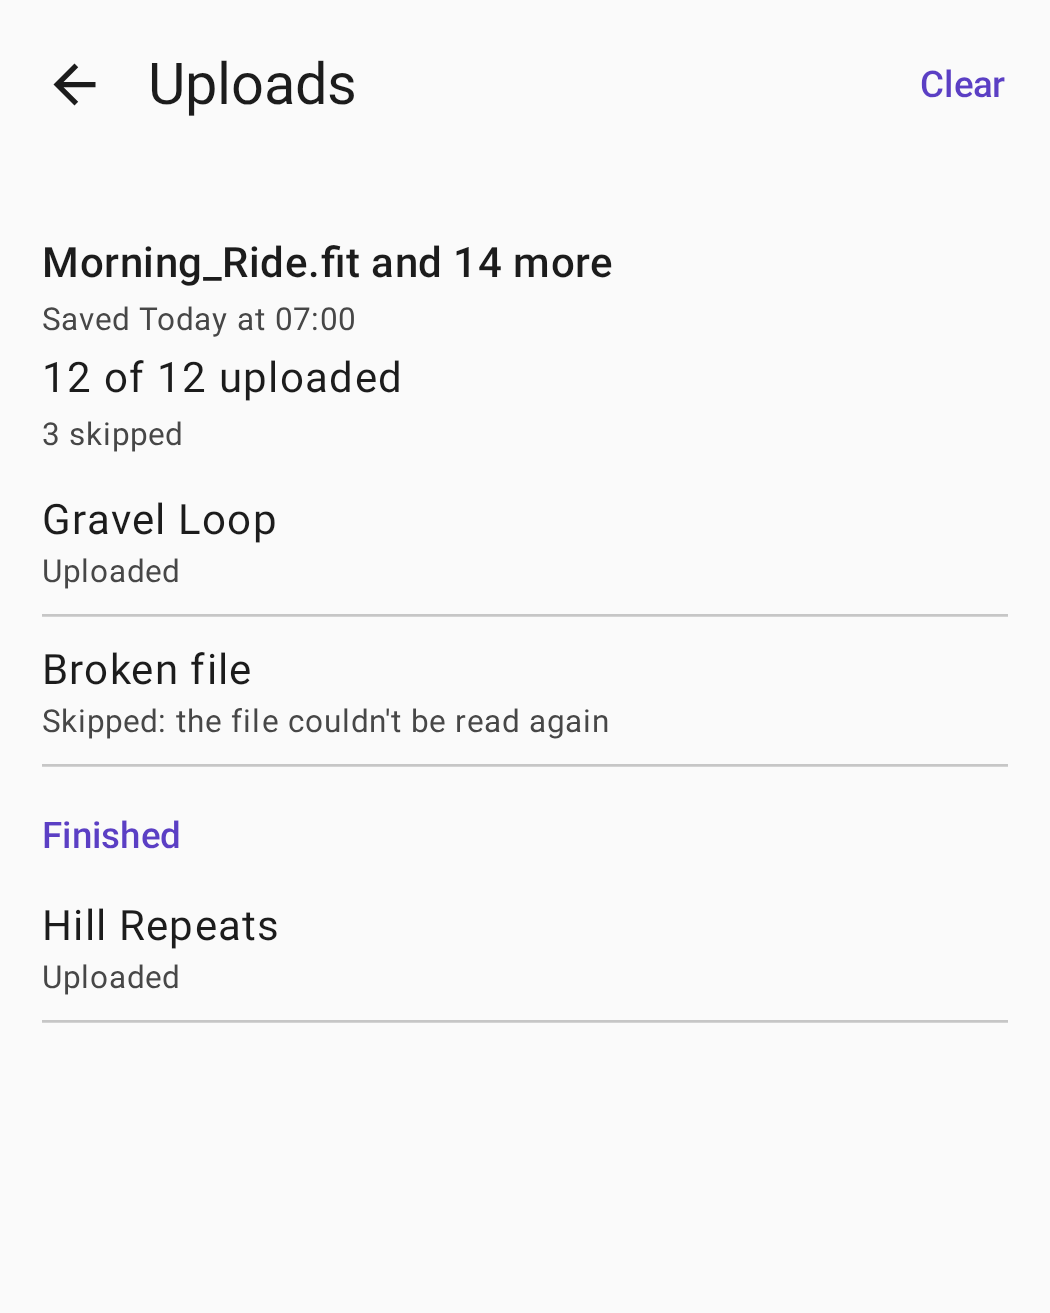 Uploads
Clear
Morning_Ride.fit and 14 more
Saved Today at 07:00
12 of 12 uploaded
3 skipped
Gravel Loop
Uploaded
Broken file
Skipped: the file couldn't be read again
Finished
Hill Repeats
Uploaded